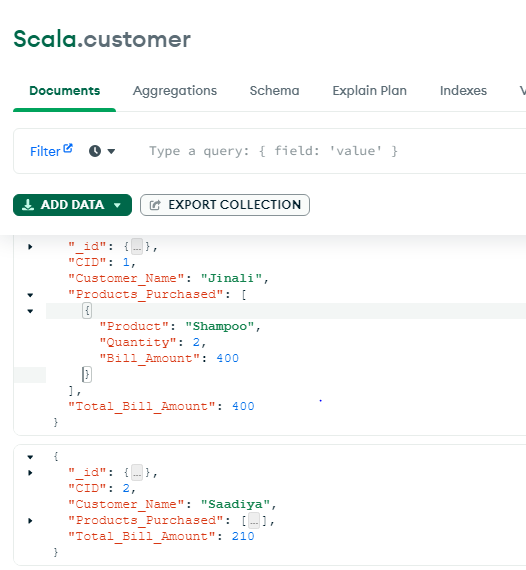 Scala.customer
Documents Aggregations Schema Explain Plan Indexes V
Filter Type a query: { field: 'value' }
ADD DATA EXPORT COLLECTION
"_id": {…},
"CID": 1,
"Customer_Name": "Jinali",
"Products_Purchased": [
{
"Product": "Shampoo",
"Quantity": 2,
"Bill_Amount": 400
}
],
"Total_Bill_Amount": 400
}
{
"_id": {…},
"CID": 2,
"Customer_Name": "Saadiya",
"Products_Purchased": […],
"Total_Bill_Amount": 210
}